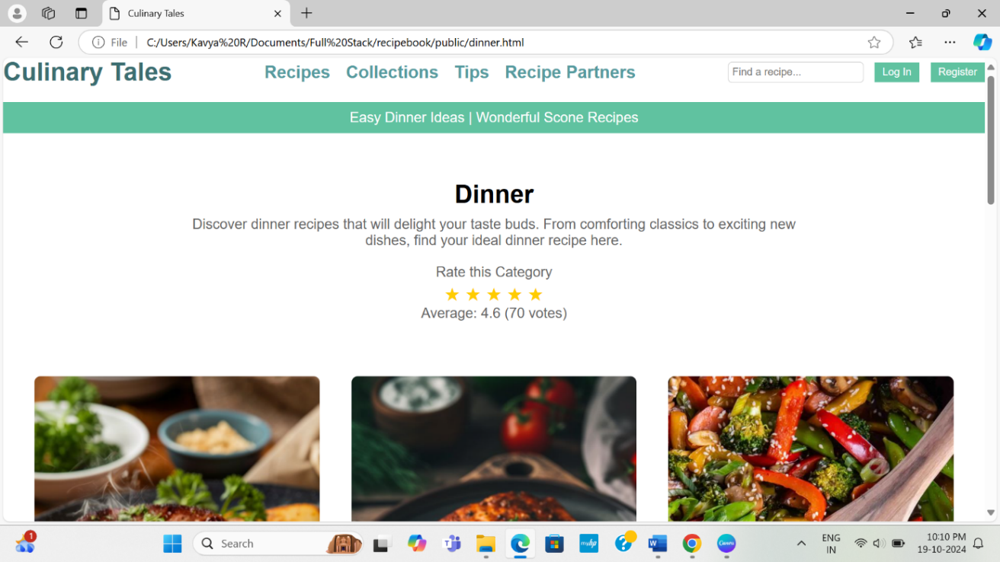 Culinary Tales
File
C:/Users/Kavya%20R/Documents/Full%20Stack/recipebook/public/dinner.html
Culinary Tales
Recipes Collections Tips Recipe Partners
Find a recipe... Log In Register
Easy Dinner Ideas | Wonderful Scone Recipes
Dinner
Discover dinner recipes that will delight your taste buds. From comforting classics to exciting new
dishes, find your ideal dinner recipe here.
Rate this Category
★ ★ ★ ★ ★
Average: 4.6 (70 votes)
1
Search
T
myhp
?
W
Canva
ENG
IN
10:10 PM
19-10-2024